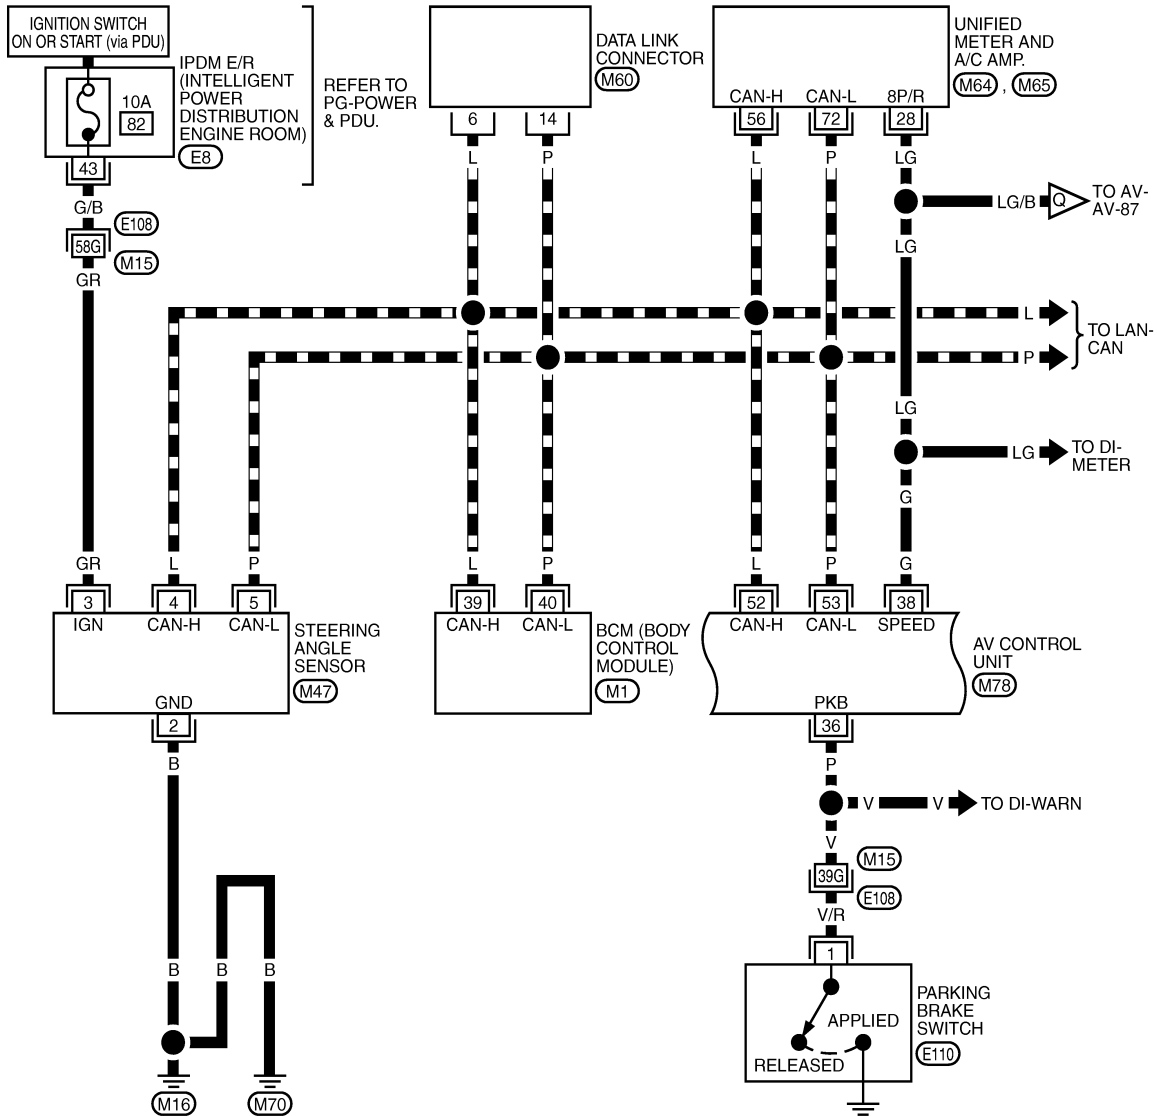 IGNITION SWITCH
ON OR START (via PDU)
IPDM E/R
(INTELLIGENT
POWER
DISTRIBUTION
ENGINE ROOM)
E8
10A
82
43
REFER TO
PG-POWER
& PDU.
DATA LINK
CONNECTOR
M60
6
14
UNIFIED
METER AND
A/C AMP.
M64 , M65
CAN-H
CAN-L
8P/R
56
72
28
G/B
E108
58G
M15
GR
L
P
L
P
LG
LG/B
Q
TO AV-
AV-87
LG
L
P
TO LAN-
CAN
LG
LG
TO DI-
METER
G
GR
L
P
L
P
L
P
G
3
4
5
39
40
52
53
38
IGN
CAN-H
CAN-L
CAN-H
CAN-L
CAN-H
CAN-L
SPEED
STEERING
ANGLE
SENSOR
M47
BCM (BODY
CONTROL
MODULE)
M1
AV CONTROL
UNIT
M78
GND
2
PKB
36
B
P
V
V
TO DI-WARN
V
M15
39G
E108
V/R
1
B
B
B
PARKING
BRAKE
SWITCH
E110
APPLIED
RELEASED
M16
M70